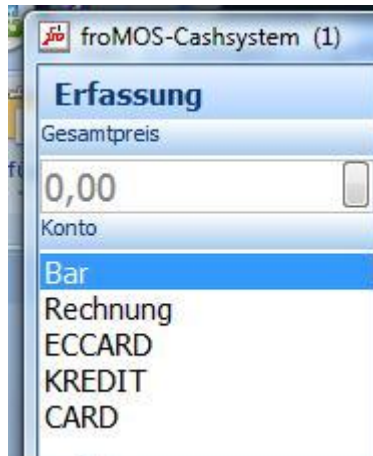 froMOS-Cashsystem (1)
Erfassung
Gesamtpreis
0,00
Konto
Bar
Rechnung
ECCARD
KREDIT
CARD